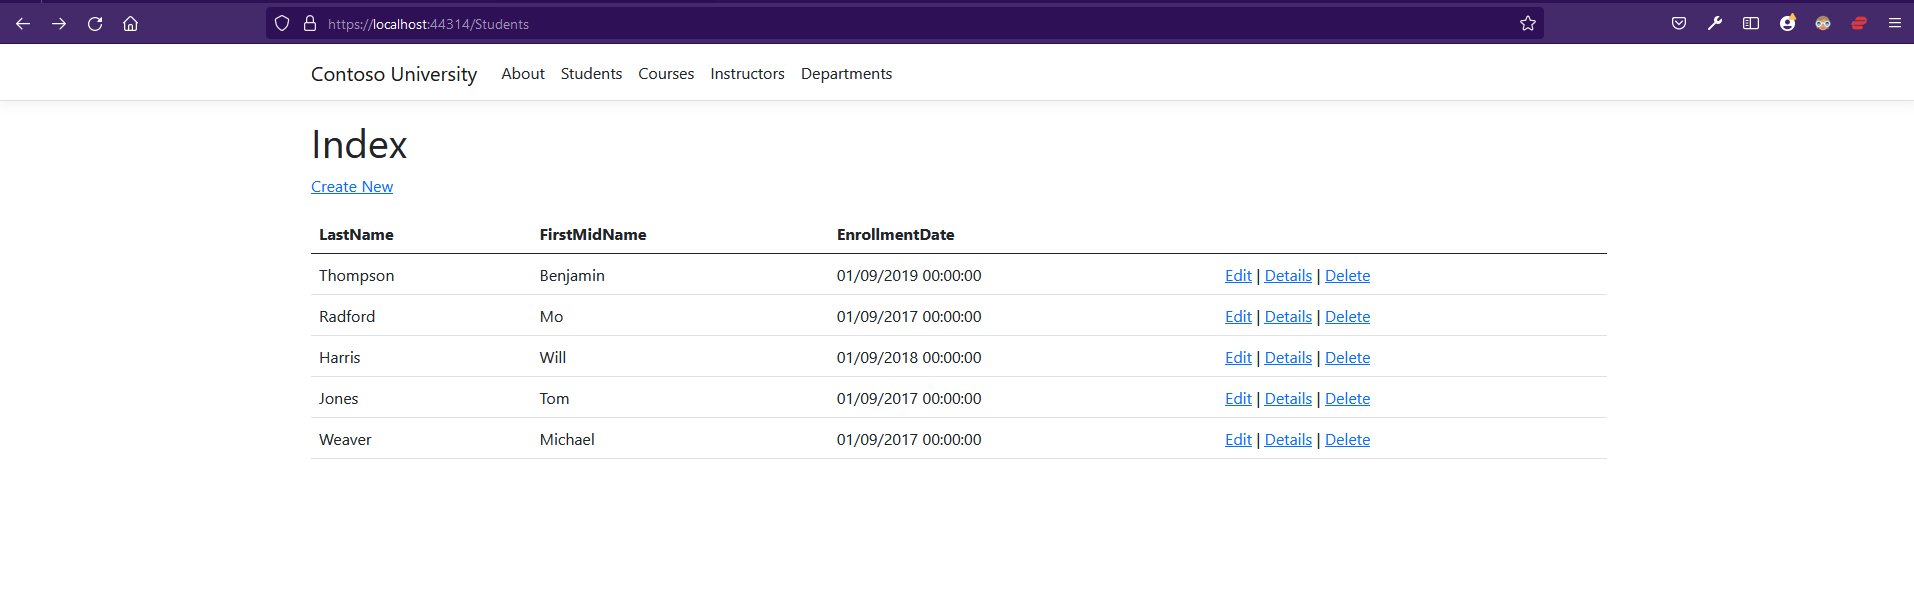 https://localhost:44314/Students
Contoso University About Students Courses Instructors Departments
Index
Create New
LastName FirstMidName EnrollmentDate
Thompson Benjamin 01/09/2019 00:00:00 Edit | Details | Delete
Radford Mo 01/09/2017 00:00:00 Edit | Details | Delete
Harris Will 01/09/2018 00:00:00 Edit | Details | Delete
Jones Tom 01/09/2017 00:00:00 Edit | Details | Delete
Weaver Michael 01/09/2017 00:00:00 Edit | Details | Delete